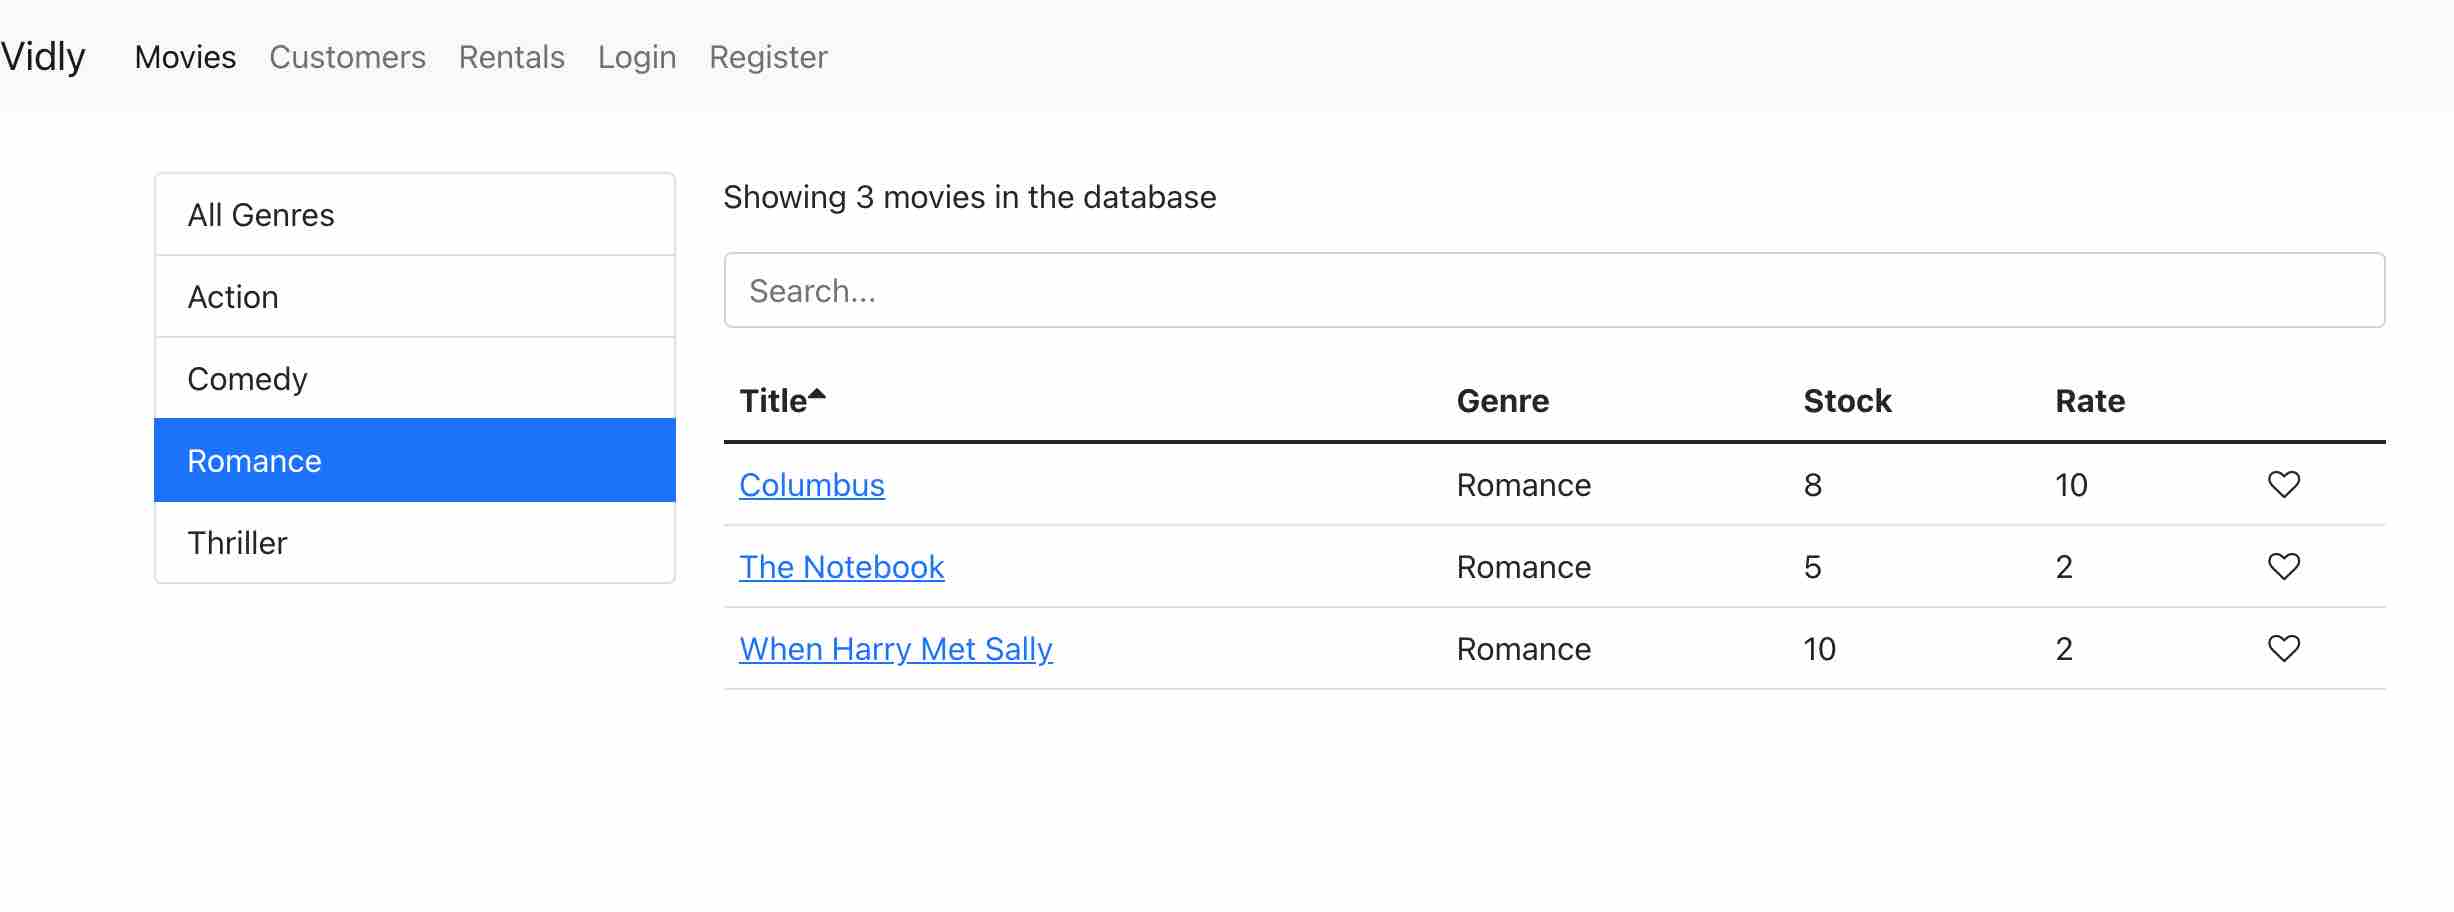 Vidly Movies Customers Rentals Login Register
All Genres
Action
Comedy
Romance
Thriller
Showing 3 movies in the database
Search...
Title Genre Stock Rate
Columbus Romance 8 10
The Notebook Romance 5 2
When Harry Met Sally Romance 10 2